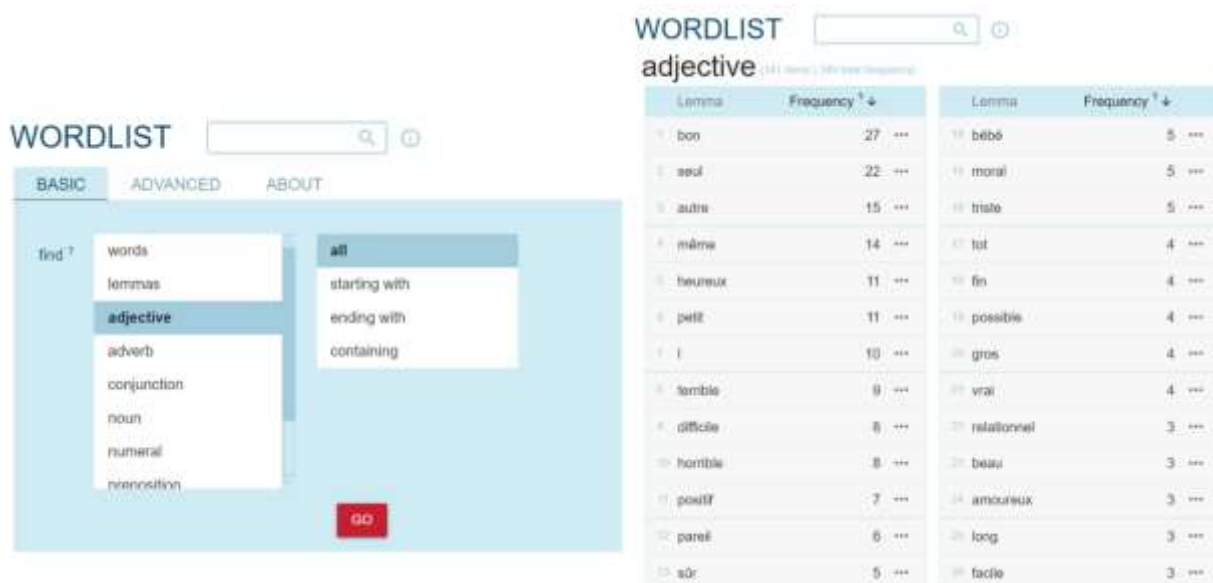 WORDLIST
BASIC ADVANCED ABOUT
find ?
words
lemmas
adjective
adverb
conjunction
noun
numeral
preposition
all
starting with
ending with
containing
GO
WORDLIST
adjective
Lemma Frequency ? ↓ Lemma Frequency ? ↓
bon 27 ••• bébé 5 •••
seul 22 ••• moral 5 •••
autre 15 ••• triste 5 •••
même 14 ••• tot 4 •••
heureux 11 ••• fin 4 •••
petit 11 ••• possible 4 •••
10 ••• gros 4 •••
terrible 9 ••• vrai 4 •••
difficile 8 ••• relationnel 3 •••
horrible 8 ••• beau 3 •••
positif 7 ••• amoureux 3 •••
pareil 6 ••• long 3 •••
sûr 5 ••• facile 3 •••